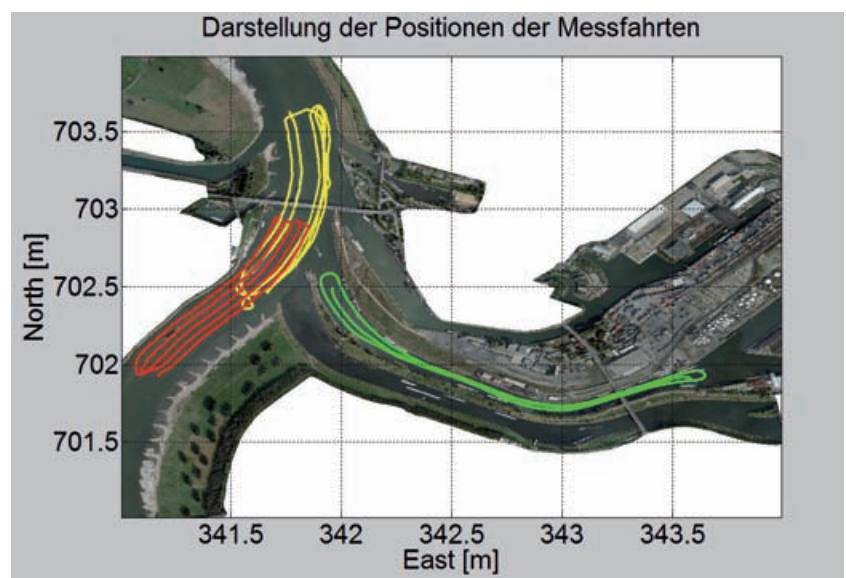 Darstellung der Positionen der Messfahrten
703.5
703
702.5
702
701.5
North [m]
341.5 342 342.5 343 343.5
East [m]